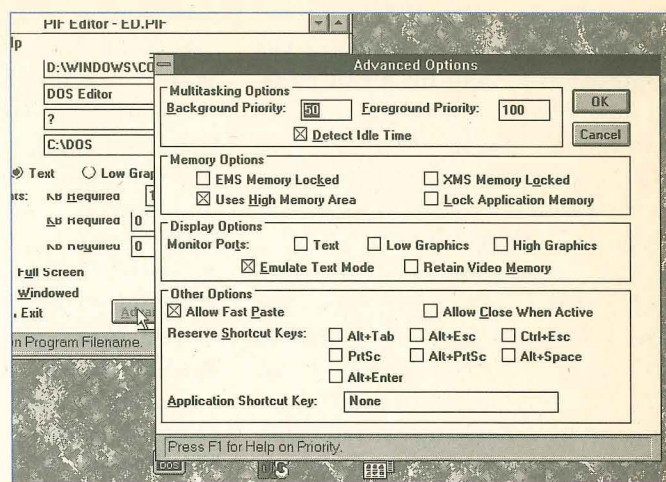 PIF Editor - ED.PIF
lp
D:\WINDOWS\CO
DOS Editor
?
C:\DOS
Text Low Grap
ts: KB Required 1
KB Required 0
KB Required 0
Full Screen
Windowed
Exit Advan
n Program Filename.
Advanced Options
Multitasking Options
Background Priority: 50 Foreground Priority: 100
OK
Detect Idle Time
Cancel
Memory Options
EMS Memory Locked XMS Memory Locked
Uses High Memory Area Lock Application Memory
Display Options
Monitor Ports: Text Low Graphics High Graphics
Emulate Text Mode Retain Video Memory
Other Options
Allow Fast Paste Allow Close When Active
Reserve Shortcut Keys: Alt+Tab Alt+Esc Ctrl+Esc
PrtSc Alt+PrtSc Alt+Space
Alt+Enter
Application Shortcut Key: None
Press F1 for Help on Priority.
DOS